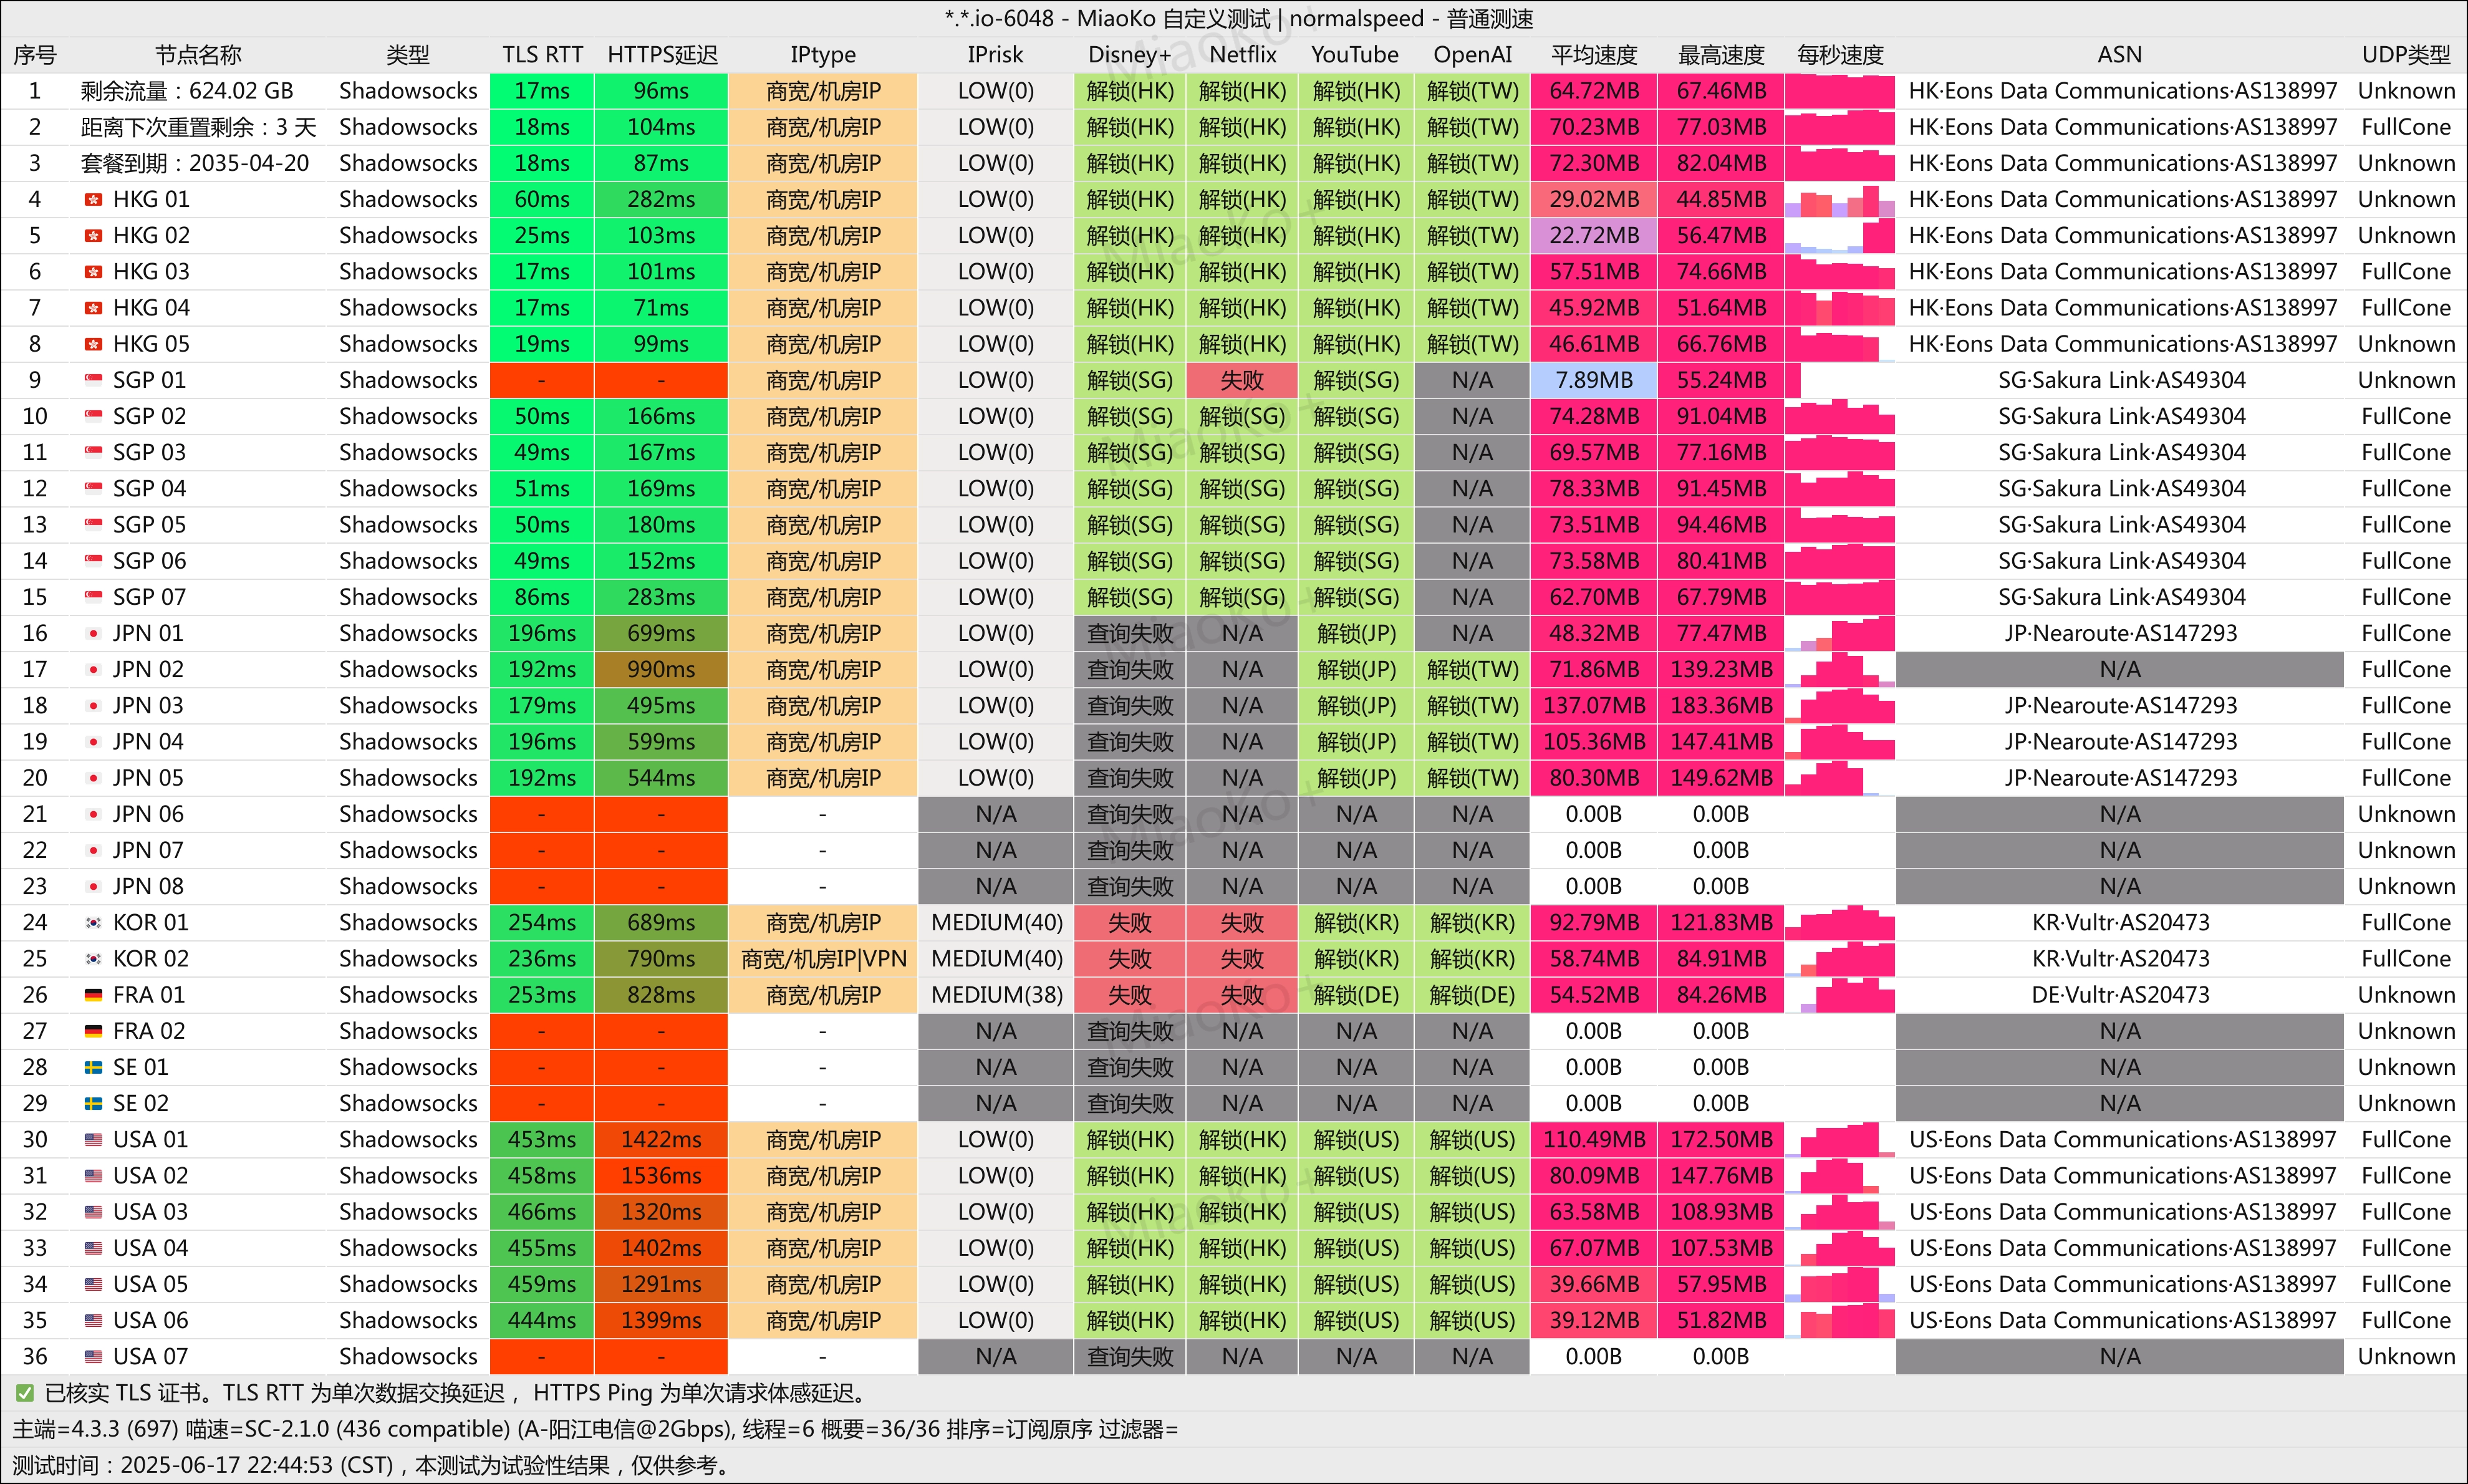 *.*.io-6048 - MiaoKo 自定义测试 | normalspeed - 普通测速
序号 节点名称 类型 TLS RTT HTTPS延迟 IPtype IPrisk Disney+ Netflix YouTube OpenAI 平均速度 最高速度 每秒速度 ASN UDP类型
1 剩余流量：624.02 GB Shadowsocks 17ms 96ms 商宽/机房IP LOW(0) 解锁(HK) 解锁(HK) 解锁(HK) 解锁(TW) 64.72MB 67.46MB HK·Eons Data Communications·AS138997 Unknown
2 距离下次重置剩余：3 天 Shadowsocks 18ms 104ms 商宽/机房IP LOW(0) 解锁(HK) 解锁(HK) 解锁(HK) 解锁(TW) 70.23MB 77.03MB HK·Eons Data Communications·AS138997 FullCone
3 套餐到期：2035-04-20 Shadowsocks 18ms 87ms 商宽/机房IP LOW(0) 解锁(HK) 解锁(HK) 解锁(HK) 解锁(TW) 72.30MB 82.04MB HK·Eons Data Communications·AS138997 Unknown
4 HKG 01 Shadowsocks 60ms 282ms 商宽/机房IP LOW(0) 解锁(HK) 解锁(HK) 解锁(HK) 解锁(TW) 29.02MB 44.85MB HK·Eons Data Communications·AS138997 Unknown
5 HKG 02 Shadowsocks 25ms 103ms 商宽/机房IP LOW(0) 解锁(HK) 解锁(HK) 解锁(HK) 解锁(TW) 22.72MB 56.47MB HK·Eons Data Communications·AS138997 Unknown
6 HKG 03 Shadowsocks 17ms 101ms 商宽/机房IP LOW(0) 解锁(HK) 解锁(HK) 解锁(HK) 解锁(TW) 57.51MB 74.66MB HK·Eons Data Communications·AS138997 FullCone
7 HKG 04 Shadowsocks 17ms 71ms 商宽/机房IP LOW(0) 解锁(HK) 解锁(HK) 解锁(HK) 解锁(TW) 45.92MB 51.64MB HK·Eons Data Communications·AS138997 FullCone
8 HKG 05 Shadowsocks 19ms 99ms 商宽/机房IP LOW(0) 解锁(HK) 解锁(HK) 解锁(HK) 解锁(TW) 46.61MB 66.76MB HK·Eons Data Communications·AS138997 Unknown
9 SGP 01 Shadowsocks - - 商宽/机房IP LOW(0) 解锁(SG) 失败 解锁(SG) N/A 7.89MB 55.24MB SG·Sakura Link·AS49304 Unknown
10 SGP 02 Shadowsocks 50ms 166ms 商宽/机房IP LOW(0) 解锁(SG) 解锁(SG) 解锁(SG) N/A 74.28MB 91.04MB SG·Sakura Link·AS49304 FullCone
11 SGP 03 Shadowsocks 49ms 167ms 商宽/机房IP LOW(0) 解锁(SG) 解锁(SG) 解锁(SG) N/A 69.57MB 77.16MB SG·Sakura Link·AS49304 FullCone
12 SGP 04 Shadowsocks 51ms 169ms 商宽/机房IP LOW(0) 解锁(SG) 解锁(SG) 解锁(SG) N/A 78.33MB 91.45MB SG·Sakura Link·AS49304 FullCone
13 SGP 05 Shadowsocks 50ms 180ms 商宽/机房IP LOW(0) 解锁(SG) 解锁(SG) 解锁(SG) N/A 73.51MB 94.46MB SG·Sakura Link·AS49304 FullCone
14 SGP 06 Shadowsocks 49ms 152ms 商宽/机房IP LOW(0) 解锁(SG) 解锁(SG) 解锁(SG) N/A 73.58MB 80.41MB SG·Sakura Link·AS49304 FullCone
15 SGP 07 Shadowsocks 86ms 283ms 商宽/机房IP LOW(0) 解锁(SG) 解锁(SG) 解锁(SG) N/A 62.70MB 67.79MB SG·Sakura Link·AS49304 FullCone
16 JPN 01 Shadowsocks 196ms 699ms 商宽/机房IP LOW(0) 查询失败 N/A 解锁(JP) N/A 48.32MB 77.47MB JP·Nearoute·AS147293 FullCone
17 JPN 02 Shadowsocks 192ms 990ms 商宽/机房IP LOW(0) 查询失败 N/A 解锁(JP) 解锁(TW) 71.86MB 139.23MB N/A FullCone
18 JPN 03 Shadowsocks 179ms 495ms 商宽/机房IP LOW(0) 查询失败 N/A 解锁(JP) 解锁(TW) 137.07MB 183.36MB JP·Nearoute·AS147293 FullCone
19 JPN 04 Shadowsocks 196ms 599ms 商宽/机房IP LOW(0) 查询失败 N/A 解锁(JP) 解锁(TW) 105.36MB 147.41MB JP·Nearoute·AS147293 FullCone
20 JPN 05 Shadowsocks 192ms 544ms 商宽/机房IP LOW(0) 查询失败 N/A 解锁(JP) 解锁(TW) 80.30MB 149.62MB JP·Nearoute·AS147293 FullCone
21 JPN 06 Shadowsocks - - - N/A 查询失败 N/A N/A N/A 0.00B 0.00B N/A Unknown
22 JPN 07 Shadowsocks - - - N/A 查询失败 N/A N/A N/A 0.00B 0.00B N/A Unknown
23 JPN 08 Shadowsocks - - - N/A 查询失败 N/A N/A N/A 0.00B 0.00B N/A Unknown
24 KOR 01 Shadowsocks 254ms 689ms 商宽/机房IP MEDIUM(40) 失败 失败 解锁(KR) 解锁(KR) 92.79MB 121.83MB KR·Vultr·AS20473 FullCone
25 KOR 02 Shadowsocks 236ms 790ms 商宽/机房IP|VPN MEDIUM(40) 失败 失败 解锁(KR) 解锁(KR) 58.74MB 84.91MB KR·Vultr·AS20473 FullCone
26 FRA 01 Shadowsocks 253ms 828ms 商宽/机房IP MEDIUM(38) 失败 失败 解锁(DE) 解锁(DE) 54.52MB 84.26MB DE·Vultr·AS20473 Unknown
27 FRA 02 Shadowsocks - - - N/A 查询失败 N/A N/A N/A 0.00B 0.00B N/A Unknown
28 SE 01 Shadowsocks - - - N/A 查询失败 N/A N/A N/A 0.00B 0.00B N/A Unknown
29 SE 02 Shadowsocks - - - N/A 查询失败 N/A N/A N/A 0.00B 0.00B N/A Unknown
30 USA 01 Shadowsocks 453ms 1422ms 商宽/机房IP LOW(0) 解锁(HK) 解锁(HK) 解锁(US) 解锁(US) 110.49MB 172.50MB US·Eons Data Communications·AS138997 FullCone
31 USA 02 Shadowsocks 458ms 1536ms 商宽/机房IP LOW(0) 解锁(HK) 解锁(HK) 解锁(US) 解锁(US) 80.09MB 147.76MB US·Eons Data Communications·AS138997 FullCone
32 USA 03 Shadowsocks 466ms 1320ms 商宽/机房IP LOW(0) 解锁(HK) 解锁(HK) 解锁(US) 解锁(US) 63.58MB 108.93MB US·Eons Data Communications·AS138997 FullCone
33 USA 04 Shadowsocks 455ms 1402ms 商宽/机房IP LOW(0) 解锁(HK) 解锁(HK) 解锁(US) 解锁(US) 67.07MB 107.53MB US·Eons Data Communications·AS138997 FullCone
34 USA 05 Shadowsocks 459ms 1291ms 商宽/机房IP LOW(0) 解锁(HK) 解锁(HK) 解锁(US) 解锁(US) 39.66MB 57.95MB US·Eons Data Communications·AS138997 FullCone
35 USA 06 Shadowsocks 444ms 1399ms 商宽/机房IP LOW(0) 解锁(HK) 解锁(HK) 解锁(US) 解锁(US) 39.12MB 51.82MB US·Eons Data Communications·AS138997 FullCone
36 USA 07 Shadowsocks - - - N/A 查询失败 N/A N/A N/A 0.00B 0.00B N/A Unknown
✅ 已核实 TLS 证书。TLS RTT 为单次数据交换延迟， HTTPS Ping 为单次请求体感延迟。
主端=4.3.3 (697) 喵速=SC-2.1.0 (436 compatible) (A-阳江电信@2Gbps), 线程=6 概要=36/36 排序=订阅原序 过滤器=
测试时间：2025-06-17 22:44:53 (CST)，本测试为试验性结果，仅供参考。